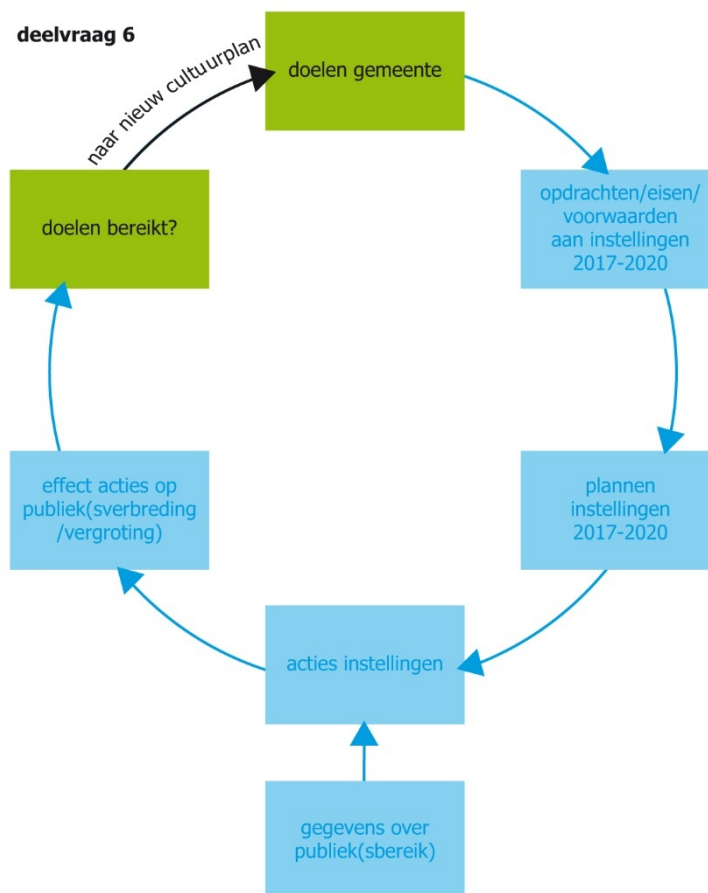 deelvraag 6
naar nieuw cultuurplan
doelen gemeente
opdrachten/eisen/
voorwaarden
aan instellingen
2017-2020
doelen bereikt?
plannen
instellingen
2017-2020
effect acties op
publiek(sverbreding
/vergroting)
acties instellingen
gegevens over
publiek(sbereik)